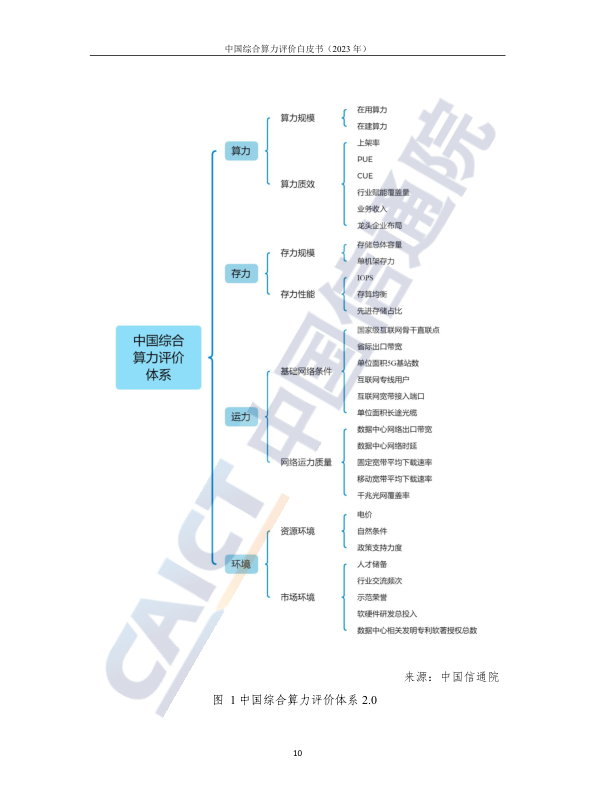 中国综合算力评价白皮书（2023 年）
中国综合
算力评价
体系
算力
算力规模
在用算力
在建算力
算力质效
上架率
PUE
CUE
行业赋能覆盖量
业务收入
龙头企业布局
存力
存力规模
存储总体容量
单机架存力
存力性能
IOPS
存算均衡
先进存储占比
运力
基础网络条件
国家级互联网骨干直联点
省际出口带宽
单位面积5G基站数
互联网专线用户
互联网宽带接入端口
单位面积长途光缆
网络运力质量
数据中心网络出口带宽
数据中心网络时延
固定宽带平均下载速率
移动宽带平均下载速率
千兆光网覆盖率
环境
资源环境
电价
自然条件
政策支持力度
市场环境
人才储备
行业交流频次
示范荣誉
软硬件研发总投入
数据中心相关发明专利软著授权总数
CAICT 中国信通院
来源：中国信通院
图 1 中国综合算力评价体系 2.0
10